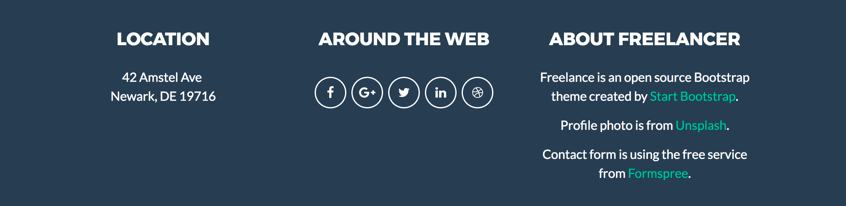 LOCATION
42 Amstel Ave
Newark, DE 19716
AROUND THE WEB
ABOUT FREELANCER
Freelance is an open source Bootstrap
theme created by Start Bootstrap.
Profile photo is from Unsplash.
Contact form is using the free service
from Formspree.